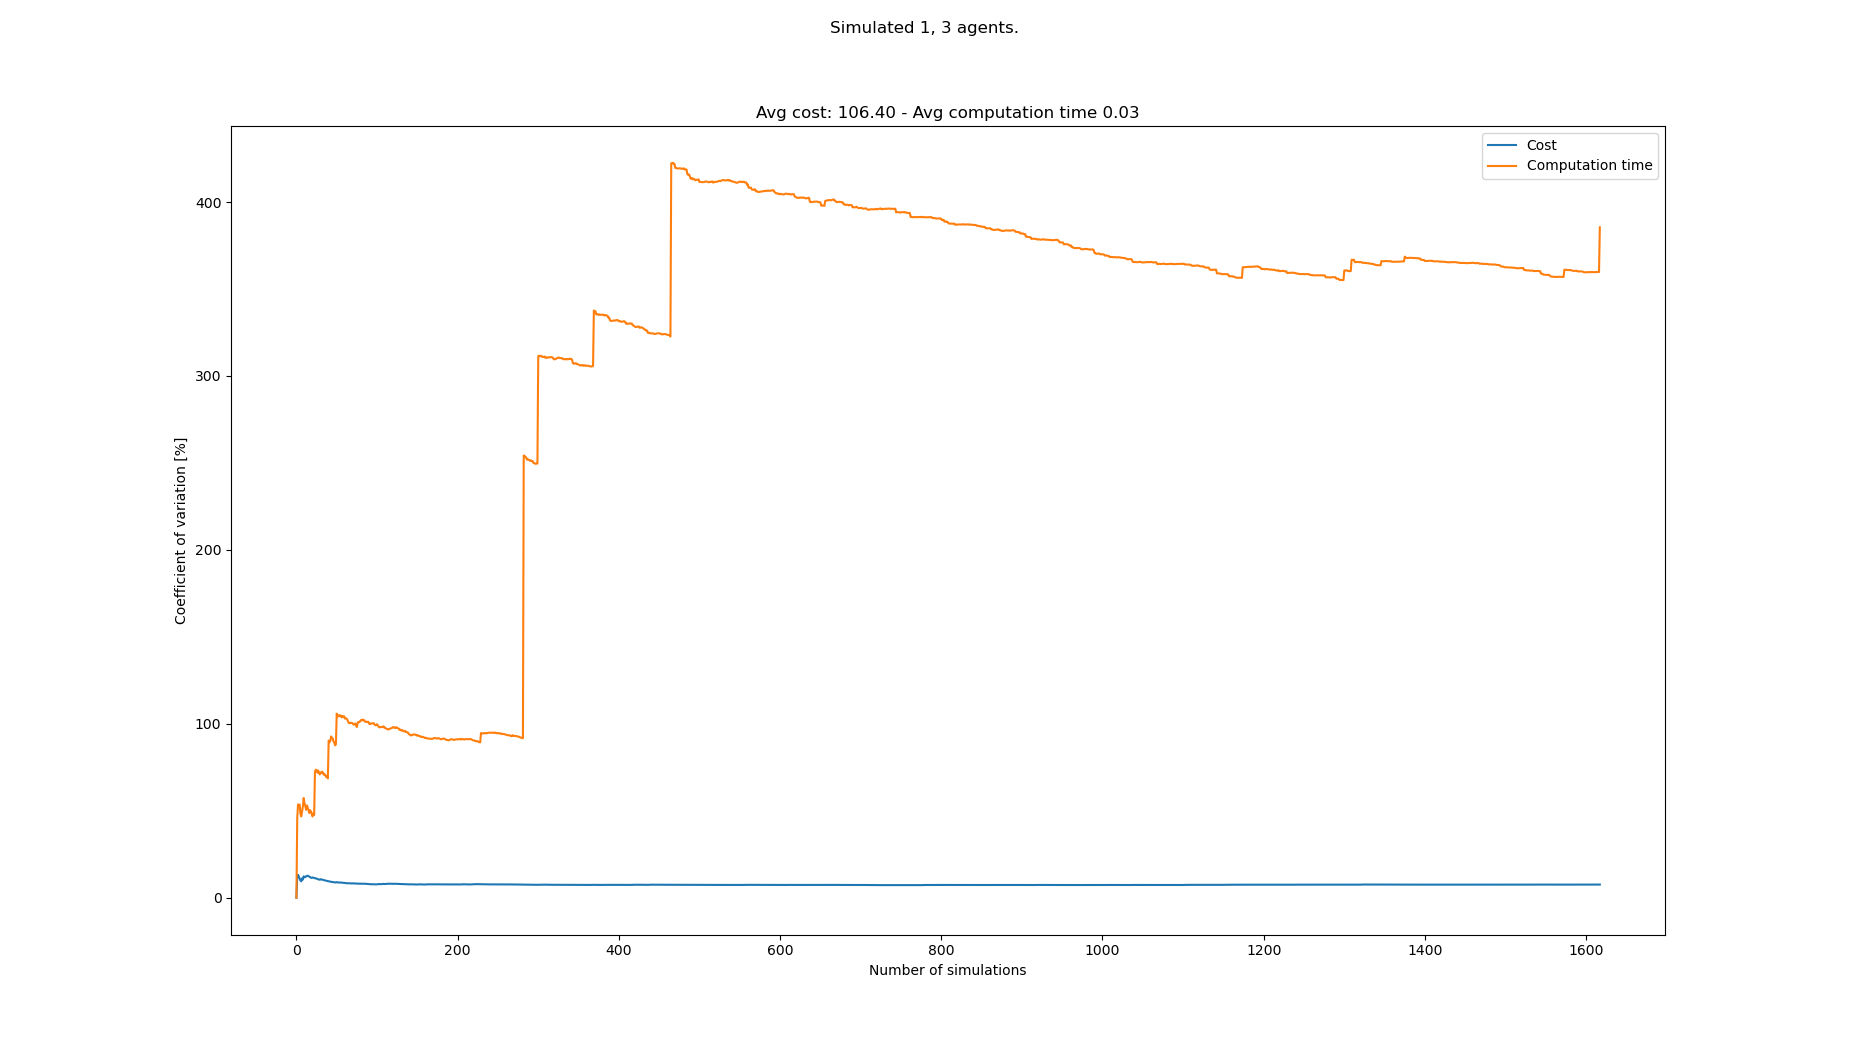 Simulated 1, 3 agents.
Avg cost: 106.40 - Avg computation time 0.03
Cost
Computation time
Coefficient of variation [%]
400
300
200
100
0
0 200 400 600 800 1000 1200 1400 1600
Number of simulations